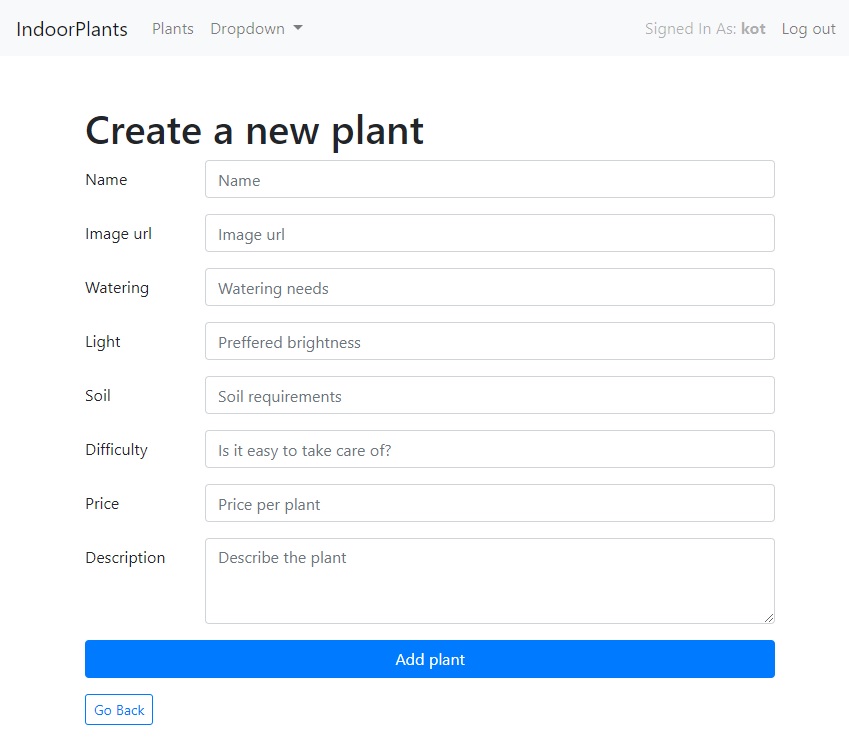 IndoorPlants Plants Dropdown Signed In As: kot Log out
Create a new plant
Name Name
Image url Image url
Watering Watering needs
Light Preffered brightness
Soil Soil requirements
Difficulty Is it easy to take care of?
Price Price per plant
Description Describe the plant
Add plant
Go Back